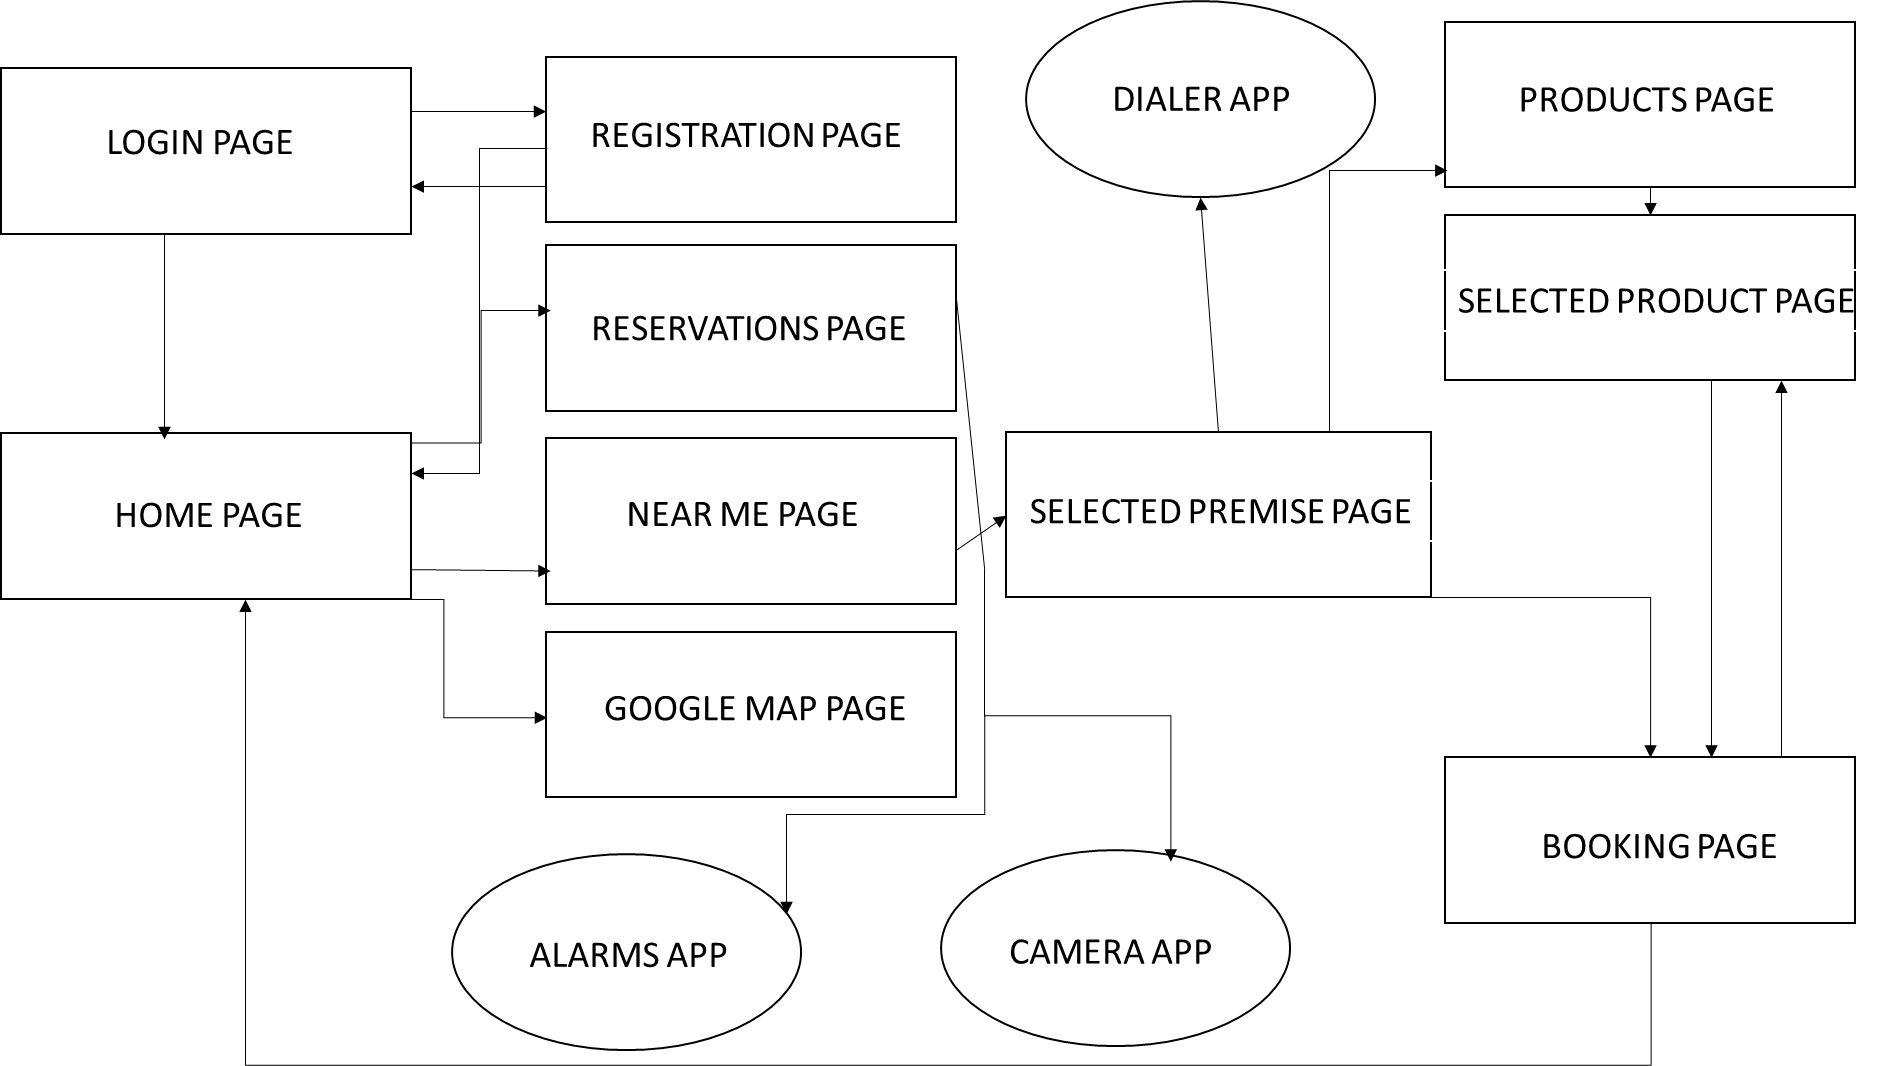 DIALER APP
PRODUCTS PAGE
LOGIN PAGE
REGISTRATION PAGE
SELECTED PRODUCT PAGE
RESERVATIONS PAGE
HOME PAGE
NEAR ME PAGE
SELECTED PREMISE PAGE
GOOGLE MAP PAGE
BOOKING PAGE
ALARMS APP
CAMERA APP